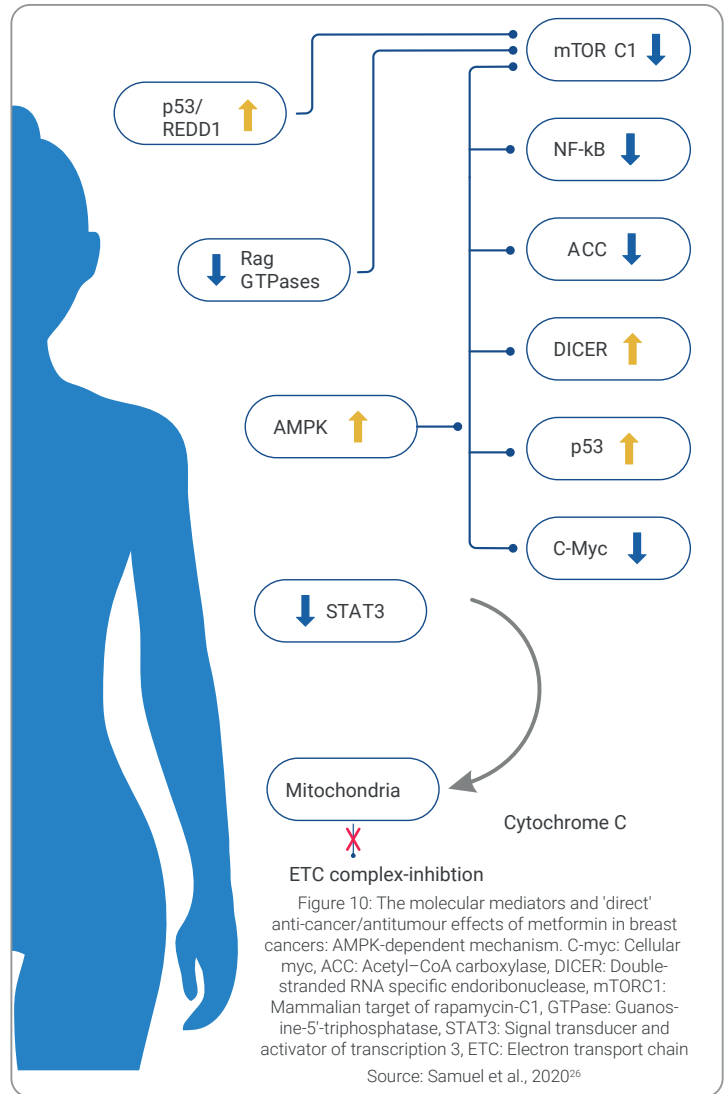 mTOR C1
p53/
REDD1
NF-kB
Rag
GTPases
ACC
DICER
AMPK
p53
C-Myc
STAT3
Mitochondria
Cytochrome C
ETC complex-inhibtion
Figure 10: The molecular mediators and 'direct'
anti-cancer/antitumour effects of metformin in breast
cancers: AMPK-dependent mechanism. C-myc: Cellular
myc, ACC: Acetyl–CoA carboxylase, DICER: Double-
stranded RNA specific endoribonuclease, mTORC1:
Mammalian target of rapamycin-C1, GTPase: Guanos-
ine-5'-triphosphatase, STAT3: Signal transducer and
activator of transcription 3, ETC: Electron transport chain
Source: Samuel et al., 2020²⁶